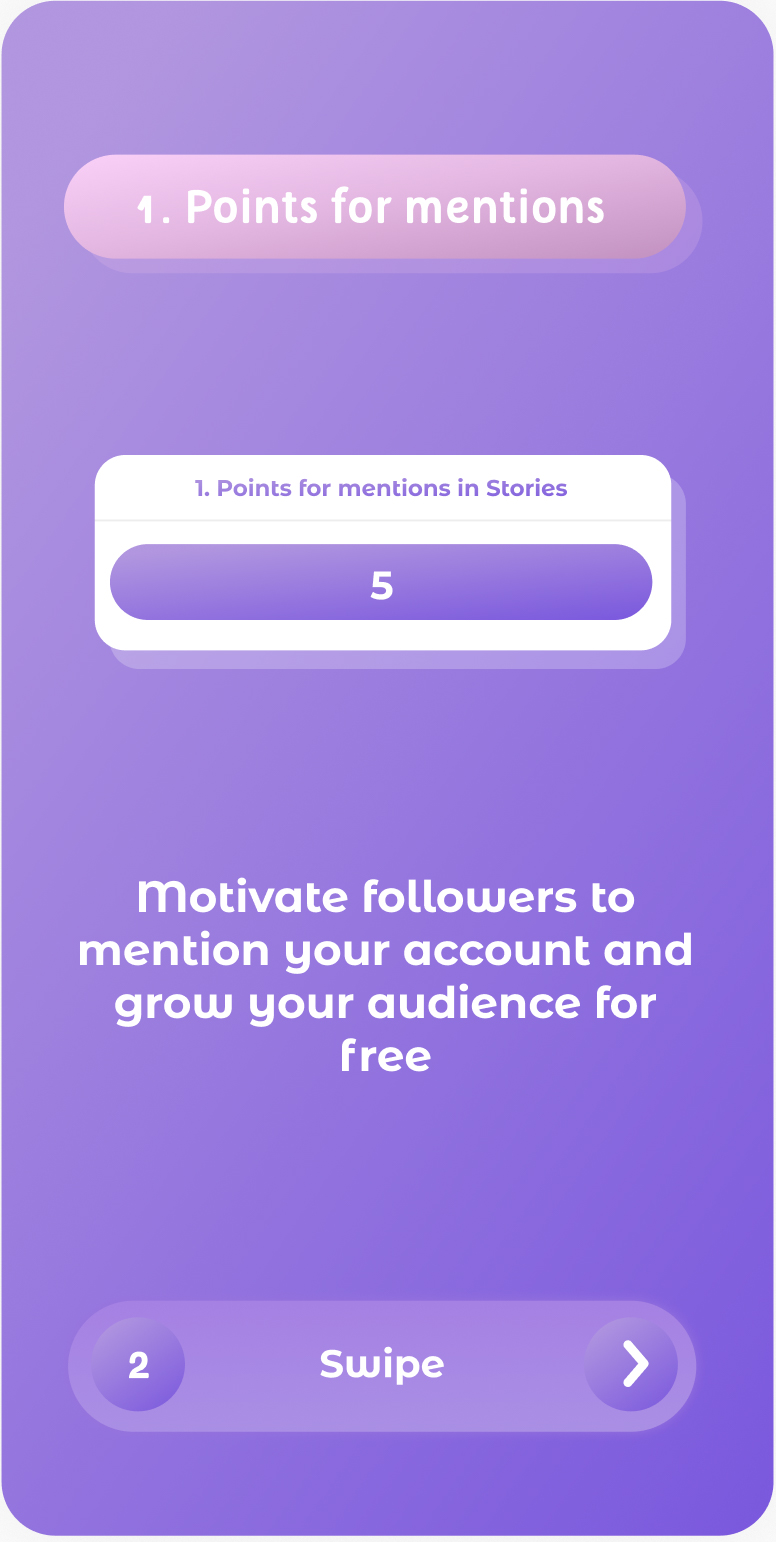 1. Points for mentions
1. Points for mentions in Stories
5
Motivate followers to
mention your account and
grow your audience for
free
2 Swipe